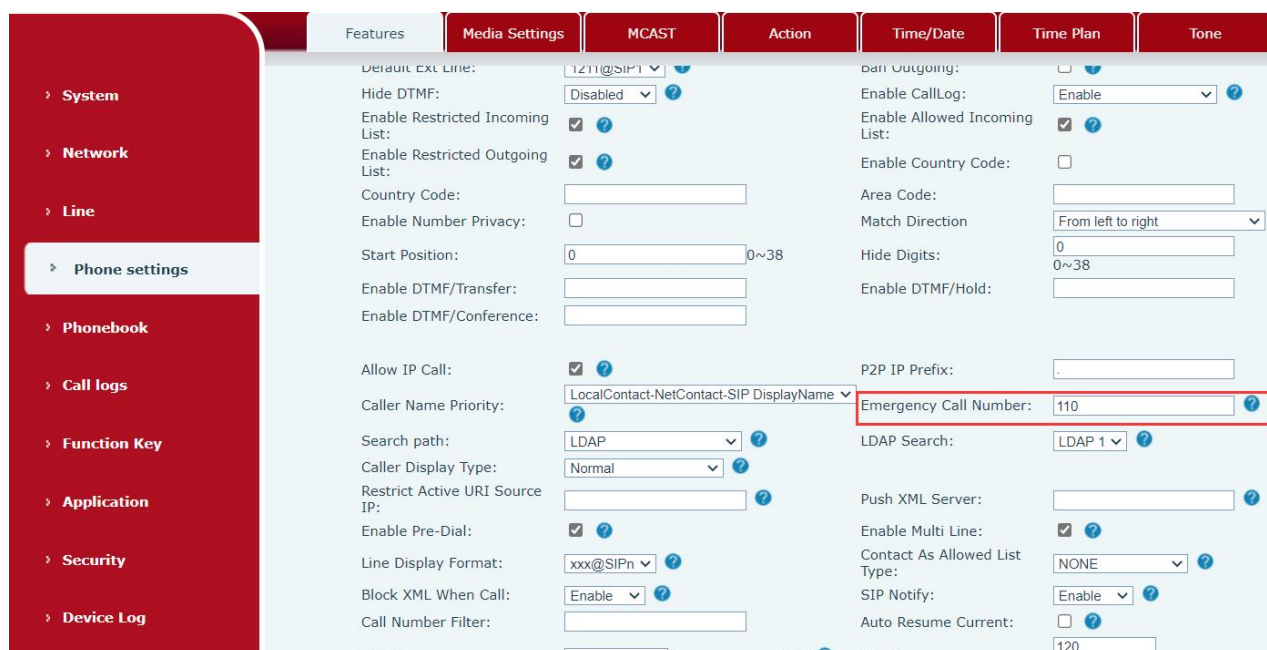 Features Media Settings MCAST Action Time/Date Time Plan Tone
System
Network
Line
Phone settings
Phonebook
Call logs
Function Key
Application
Security
Device Log
Default Ext Line: 1211@SIP1 Ban Outgoing:
Hide DTMF: Disabled Enable CallLog: Enable
Enable Restricted Incoming List: Enable Allowed Incoming List:
Enable Restricted Outgoing List: Enable Country Code:
Country Code: Area Code:
Enable Number Privacy: Match Direction From left to right
Start Position: 0 0~38 Hide Digits: 0 0~38
Enable DTMF/Transfer: Enable DTMF/Hold:
Enable DTMF/Conference:
Allow IP Call: P2P IP Prefix: .
Caller Name Priority: LocalContact-NetContact-SIP DisplayName Emergency Call Number: 110
Search path: LDAP LDAP Search: LDAP 1
Caller Display Type: Normal
Restrict Active URI Source IP: Push XML Server:
Enable Pre-Dial: Enable Multi Line:
Line Display Format: xxx@SIPn Contact As Allowed List Type: NONE
Block XML When Call: Enable SIP Notify: Enable
Call Number Filter: Auto Resume Current:
120